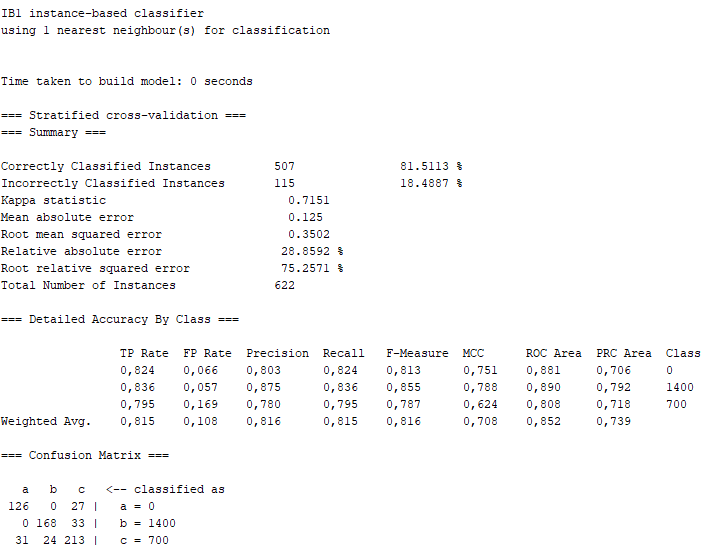 IB1 instance-based classifier
using 1 nearest neighbour(s) for classification
Time taken to build model: 0 seconds
=== Stratified cross-validation ===
=== Summary ===
Correctly Classified Instances 507 81.5113 %
Incorrectly Classified Instances 115 18.4887 %
Kappa statistic 0.7151
Mean absolute error 0.125
Root mean squared error 0.3502
Relative absolute error 28.8592 %
Root relative squared error 75.2571 %
Total Number of Instances 622
=== Detailed Accuracy By Class ===
TP Rate FP Rate Precision Recall F-Measure MCC ROC Area PRC Area Class
0,824 0,066 0,803 0,824 0,813 0,751 0,881 0,706 0
0,836 0,057 0,875 0,836 0,855 0,788 0,890 0,792 1400
0,795 0,169 0,780 0,795 0,787 0,624 0,808 0,718 700
Weighted Avg. 0,815 0,108 0,816 0,815 0,816 0,708 0,852 0,739
=== Confusion Matrix ===
a b c <-- classified as
126 0 27 | a = 0
0 168 33 | b = 1400
31 24 213 | c = 700